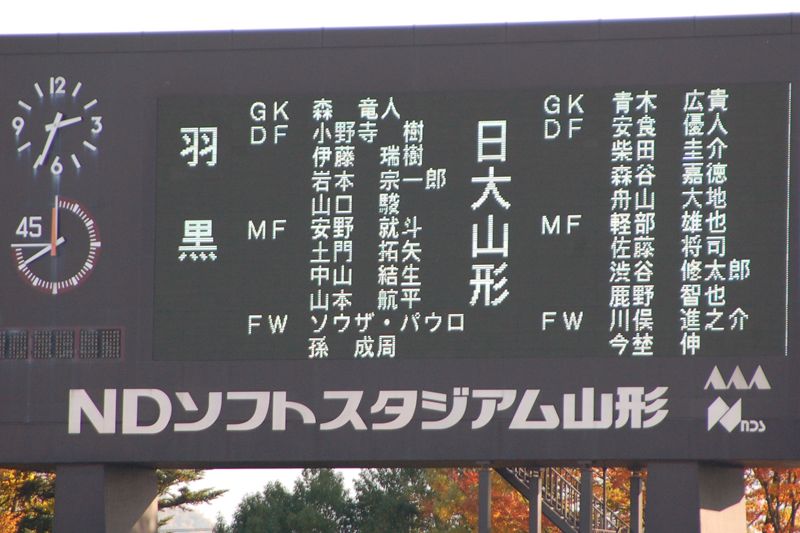 12
3
6
9
45
羽黒
GK 森 竜人
DF 小野寺 樹
伊藤 瑞樹
岩本 宗一郎
山口 駿
MF 安野 就斗
土門 拓矢
中山 結生
山本 航平
FW ソウザ・パウロ
孫 成周
日大山形
GK 青木 広貴
DF 安食 優人
柴田 圭介
森谷 嘉徳
舟山 大地
MF 軽部 雄也
佐藤 将司
渋谷 修太郎
鹿野 智也
FW 川俣 進之介
今埜 伸
NDソフトスタジアム山形
NDS